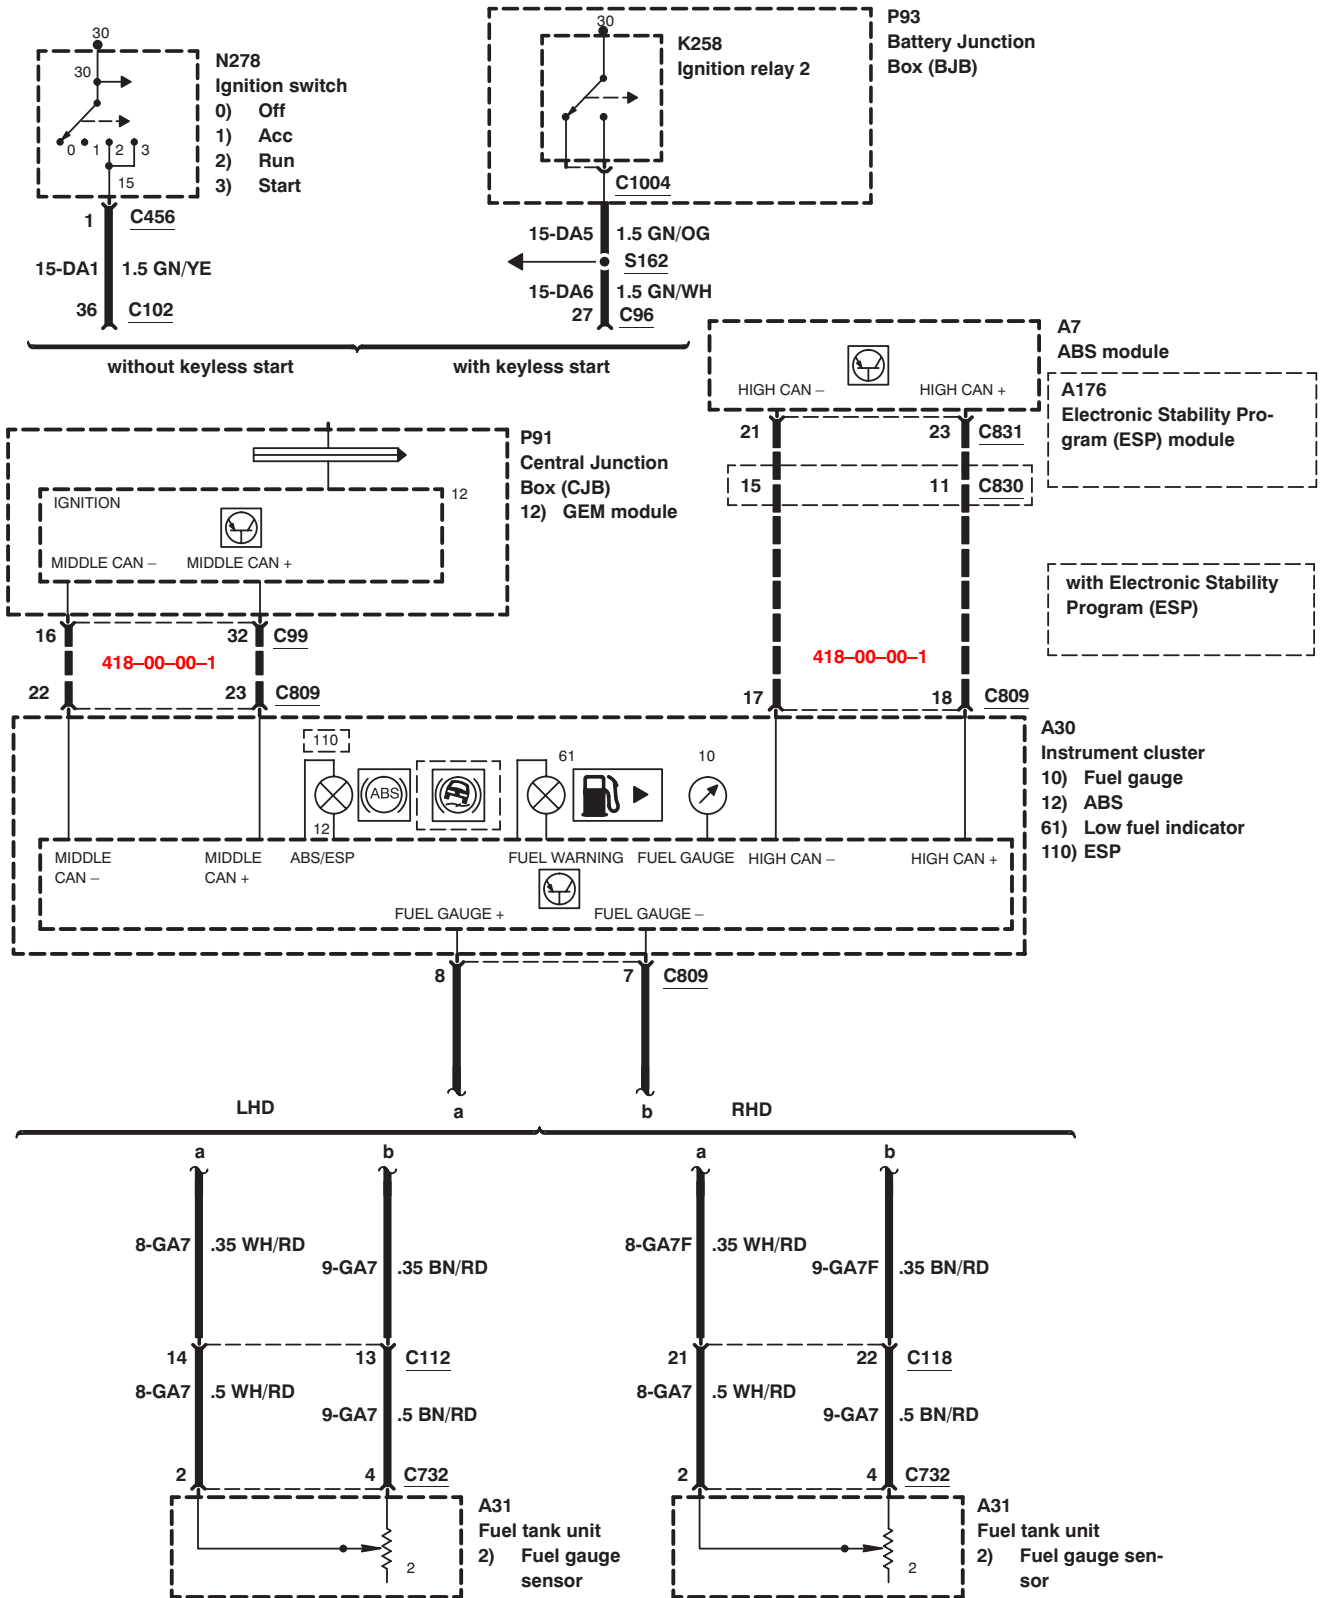 30
30
0
1
2
3
15
N278
Ignition switch
0) Off
1) Acc
2) Run
3) Start
1
C456
15-DA1
1.5 GN/YE
36
C102
30
K258
Ignition relay 2
P93
Battery Junction
Box (BJB)
C1004
15-DA5
1.5 GN/OG
S162
15-DA6
1.5 GN/WH
27
C96
without keyless start
with keyless start
A7
ABS module
HIGH CAN –
HIGH CAN +
A176
Electronic Stability Pro-
gram (ESP) module
21
23
C831
15
11
C830
with Electronic Stability
Program (ESP)
P91
Central Junction
Box (CJB)
12) GEM module
12
IGNITION
MIDDLE CAN –
MIDDLE CAN +
16
32
C99
418–00–00–1
418–00–00–1
22
23
C809
17
18
C809
A30
Instrument cluster
10) Fuel gauge
12) ABS
61) Low fuel indicator
110) ESP
110
12
ABS
61
10
MIDDLE
CAN –
MIDDLE
CAN +
ABS/ESP
FUEL WARNING
FUEL GAUGE
HIGH CAN –
HIGH CAN +
FUEL GAUGE +
FUEL GAUGE –
8
7
C809
LHD
a
b
RHD
a
b
a
b
8-GA7
.35 WH/RD
9-GA7
.35 BN/RD
8-GA7F
.35 WH/RD
9-GA7F
.35 BN/RD
14
13
C112
21
22
C118
8-GA7
.5 WH/RD
9-GA7
.5 BN/RD
8-GA7
.5 WH/RD
9-GA7
.5 BN/RD
2
4
C732
2
4
C732
2
A31
Fuel tank unit
2) Fuel gauge
sensor
2
A31
Fuel tank unit
2) Fuel gauge sen-
sor